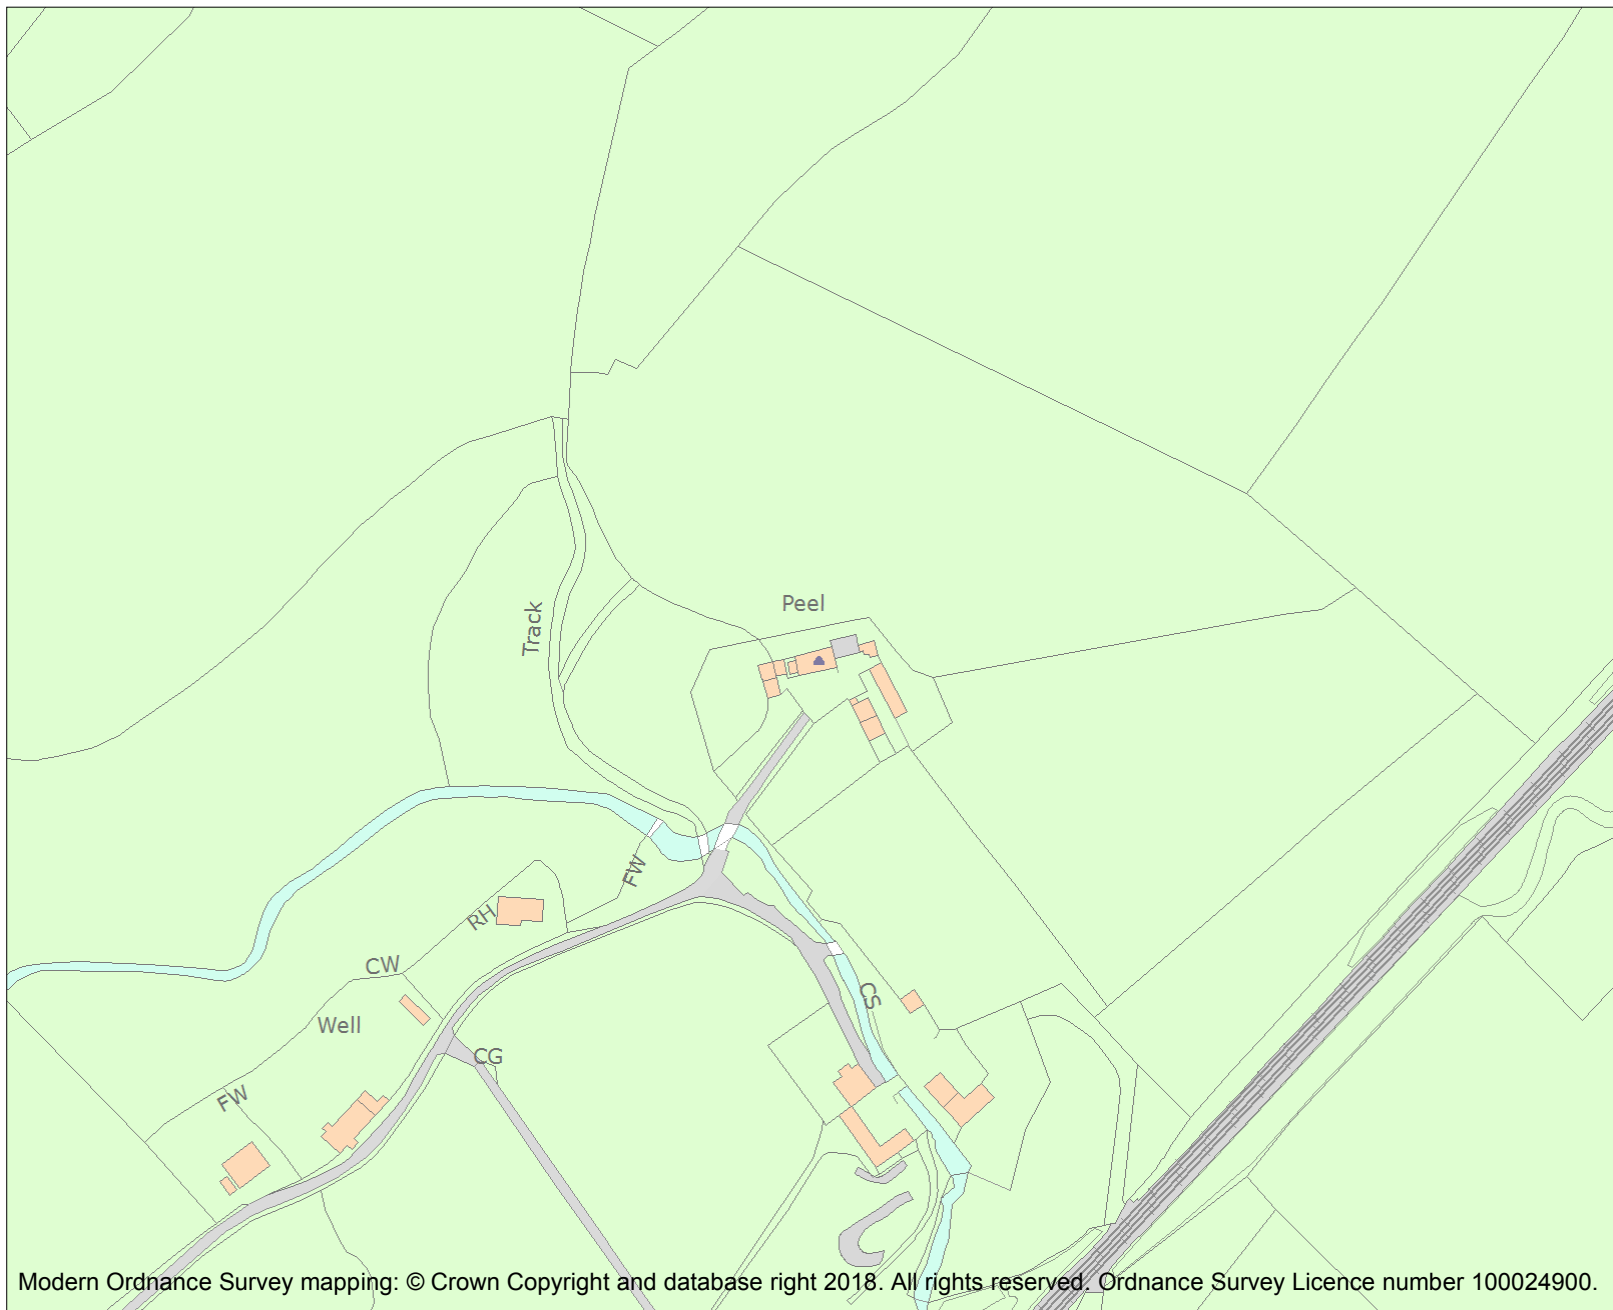 Peel
Track
FW
RH
CW
CS
Well
CG
FW
Modern Ordnance Survey mapping: © Crown Copyright and database right 2018. All rights reserved. Ordnance Survey Licence number 100024900.